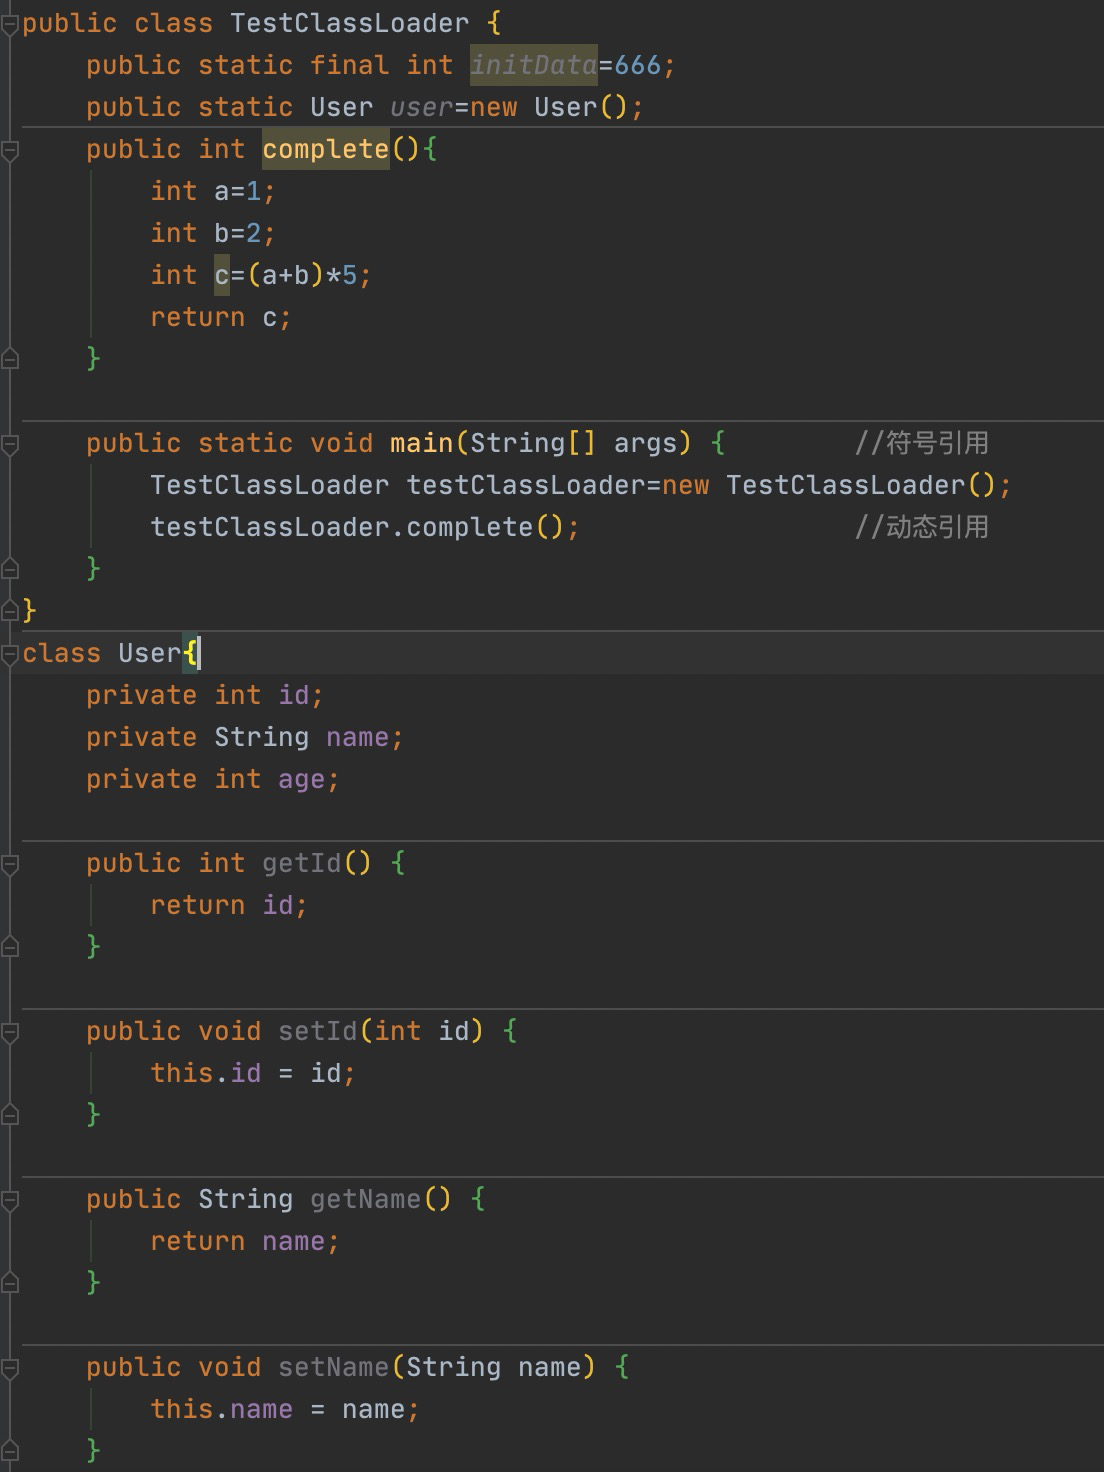 public class TestClassLoader {
    public static final int initData=666;
    public static User user=new User();
    public int complete(){
        int a=1;
        int b=2;
        int c=(a+b)*5;
        return c;
    }
    public static void main(String[] args) {        //符号引用
        TestClassLoader testClassLoader=new TestClassLoader();
        testClassLoader.complete();                 //动态引用
    }
}
class User{
    private int id;
    private String name;
    private int age;
    public int getId() {
        return id;
    }
    public void setId(int id) {
        this.id = id;
    }
    public String getName() {
        return name;
    }
    public void setName(String name) {
        this.name = name;
    }